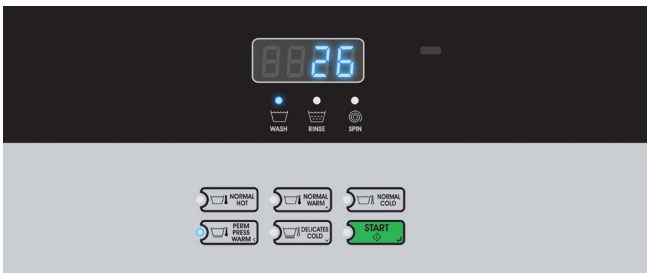 26
WASH RINSE SPIN
NORMAL HOT
NORMAL WARM
NORMAL COLD
PERM PRESS WARM
DELICATES COLD
START